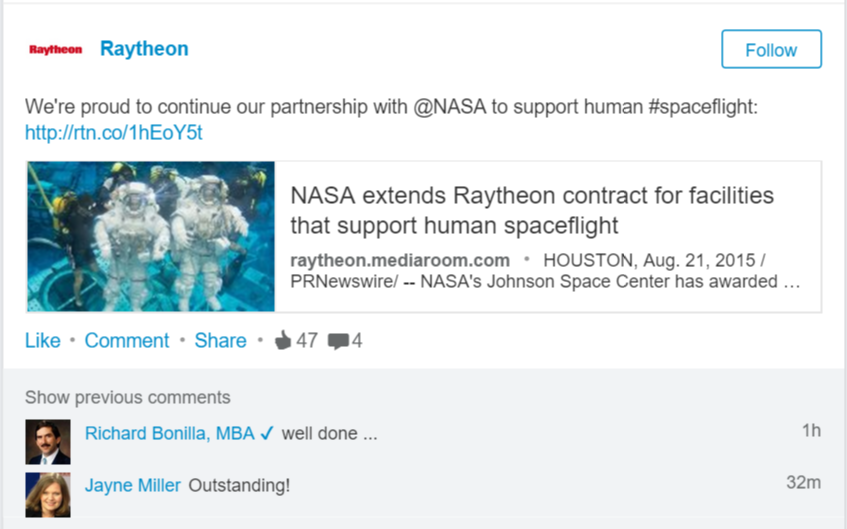 Raytheon Raytheon Follow
We're proud to continue our partnership with @NASA to support human #spaceflight:
http://rtn.co/1hEoY5t
NASA extends Raytheon contract for facilities
that support human spaceflight
raytheon.mediaroom.com • HOUSTON, Aug. 21, 2015 /
PRNewswire/ -- NASA's Johnson Space Center has awarded ...
Like • Comment • Share • 47 4
Show previous comments
Richard Bonilla, MBA ✓ well done ... 1h
Jayne Miller Outstanding! 32m